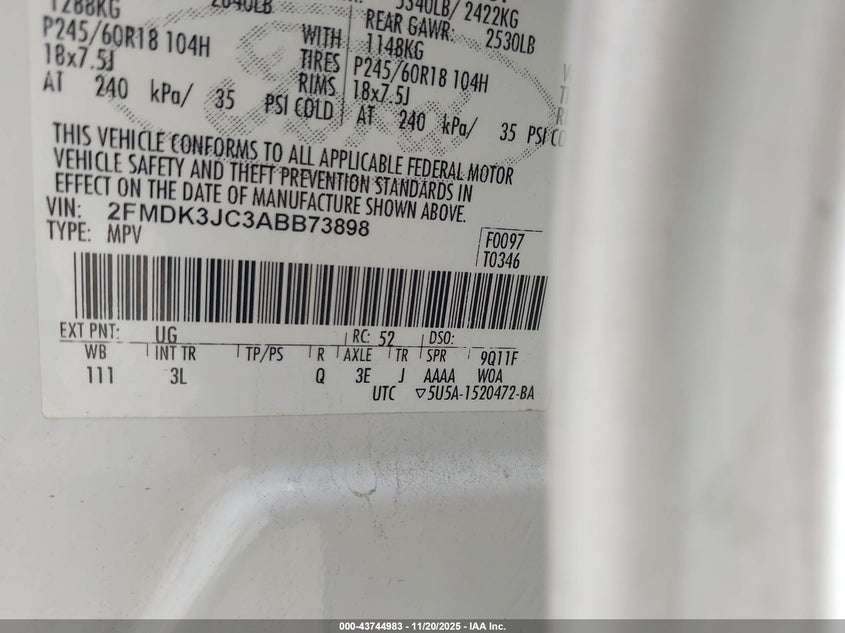 1288KG 2840LB
P245/60R18 104H
18x7.5J
AT 240 kPa/ 35 PSI COLD
WITH
TIRES
RIMS
5340LB/ 2422KG
REAR GAWR: 2530LB
1148KG
P245/60R18 104H
18x7.5J
AT 240 kPa/ 35 PSI CO
THIS VEHICLE CONFORMS TO ALL APPLICABLE FEDERAL MOTOR
VEHICLE SAFETY AND THEFT PREVENTION STANDARDS IN
EFFECT ON THE DATE OF MANUFACTURE SHOWN ABOVE.
VIN: 2FMDK3JC3ABB73898
TYPE: MPV
F0097
T0346
EXT PNT: UG RC: 52 DSO:
WB INT TR TP/PS R AXLE TR SPR 9Q11F
111 3L Q 3E J AAAA WOA
UTC ▽5U5A-1520472-BA
000-43744983 - 11/20/2025 - IAA Inc.